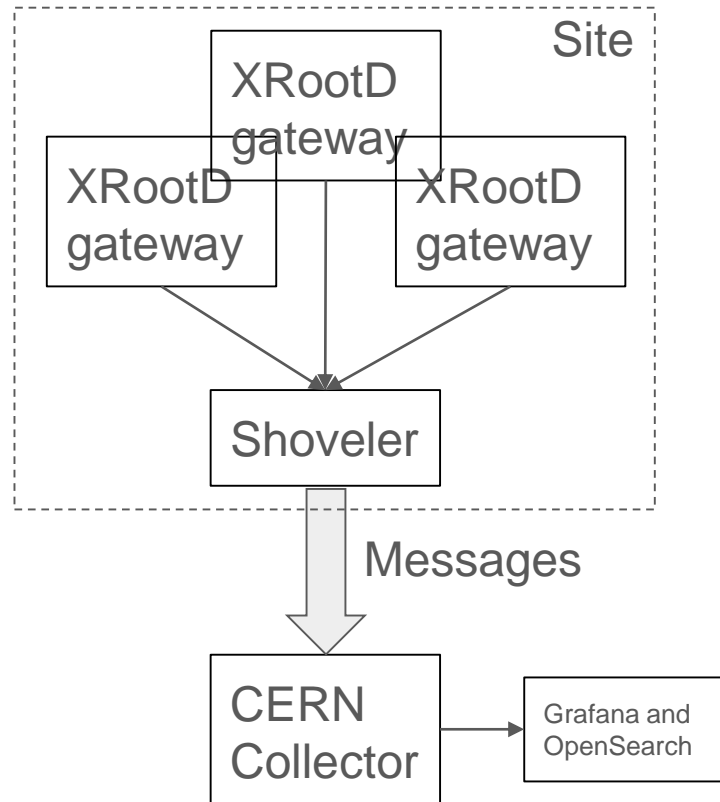 Site
XRootD
gateway
XRootD
gateway
XRootD
gateway
Shoveler
Messages
CERN
Collector
Grafana and
OpenSearch